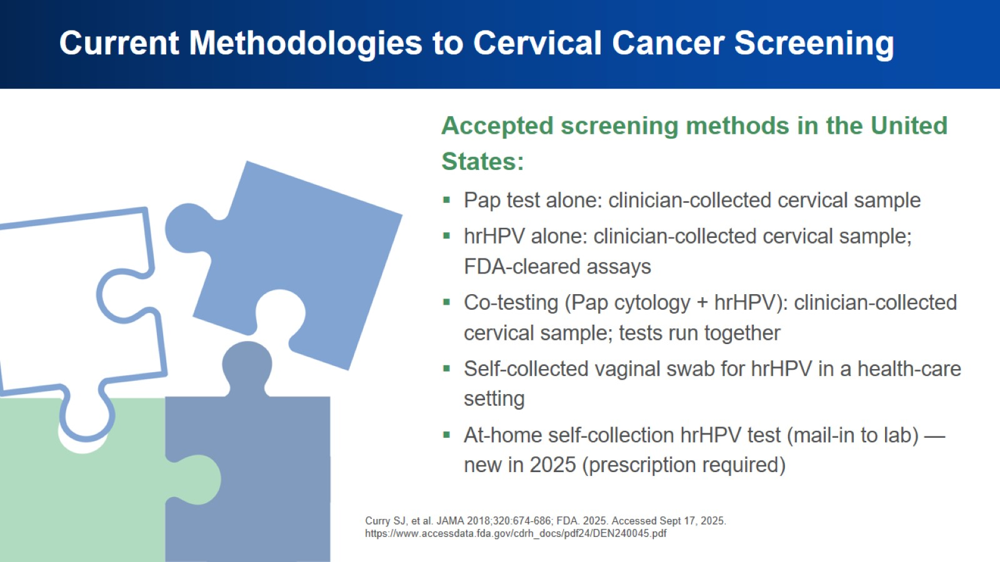 Current Methodologies to Cervical Cancer Screening
Accepted screening methods in the United
States:
▪ Pap test alone: clinician-collected cervical sample
▪ hrHPV alone: clinician-collected cervical sample;
FDA-cleared assays
▪ Co-testing (Pap cytology + hrHPV): clinician-collected
cervical sample; tests run together
▪ Self-collected vaginal swab for hrHPV in a health-care
setting
▪ At-home self-collection hrHPV test (mail-in to lab) —
new in 2025 (prescription required)
Curry SJ, et al. JAMA 2018;320:674-686; FDA. 2025. Accessed Sept 17, 2025.
https://www.accessdata.fda.gov/cdrh_docs/pdf24/DEN240045.pdf